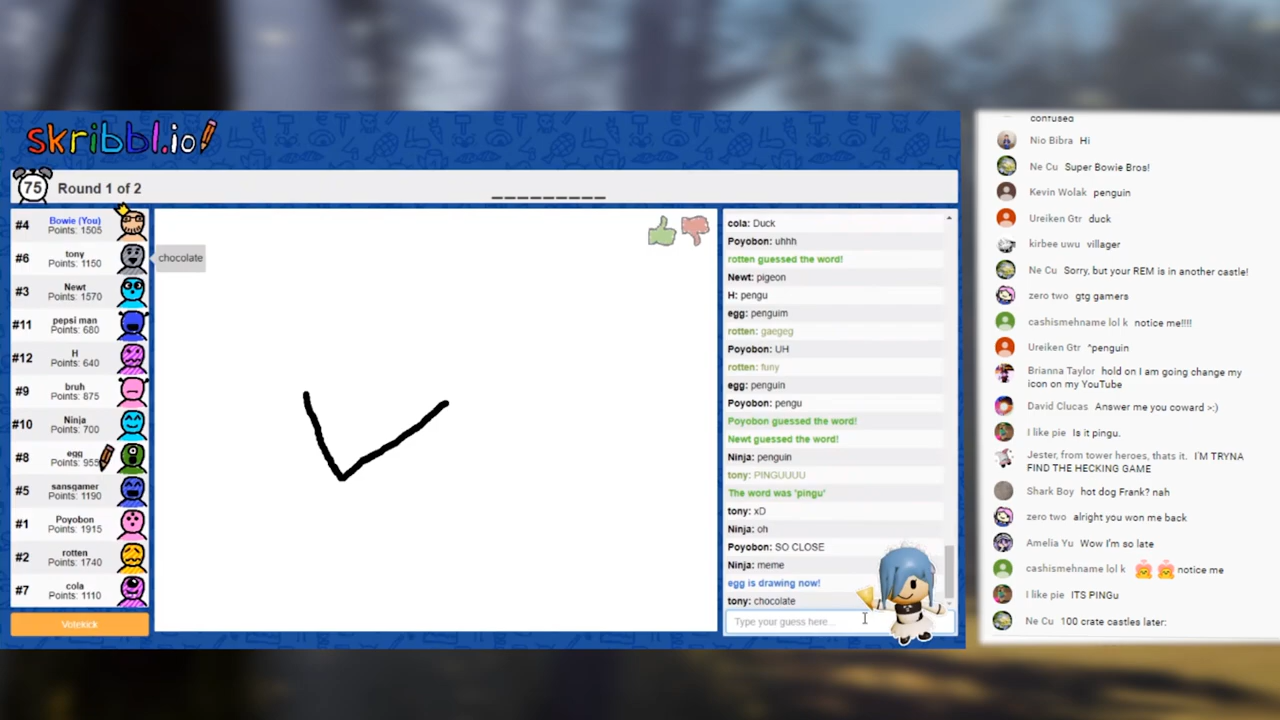 skribbl.io
75
Round 1 of 2
_________
#4 Bowie (You)
Points: 1505
#6 tony
Points: 1150
#3 Newt
Points: 1570
#11 pepsi man
Points: 680
#12 H
Points: 640
#9 bruh
Points: 875
#10 Ninja
Points: 700
#8 egg
Points: 955
#5 sansgamer
Points: 1190
#1 Poyobon
Points: 1915
#2 rotten
Points: 1740
#7 cola
Points: 1110
Votekick
chocolate
cola: Duck
Poyobon: uhhh
rotten guessed the word!
Newt: pigeon
H: pengu
egg: penguim
rotten: gaegeg
Poyobon: UH
rotten: funy
egg: penguin
Poyobon: pengu
Poyobon guessed the word!
Newt guessed the word!
Ninja: penguin
tony: PINGUUUU
The word was 'pingu'
tony: xD
Ninja: oh
Poyobon: SO CLOSE
Ninja: meme
egg is drawing now!
tony: chocolate
Type your guess here...
confused
Nio Bibra Hi
Ne Cu Super Bowie Bros!
Kevin Wolak penguin
Ureiken Gtr duck
kirbee uwu villager
Ne Cu Sorry, but your REM is in another castle!
zero two gtg gamers
cashismehname lol k notice me!!!!
Ureiken Gtr ^penguin
Brianna Taylor hold on I am going change my
icon on my YouTube
David Clucas Answer me you coward >:)
I like pie Is it pingu.
Jester, from tower heroes, thats it. I'M TRYNA
FIND THE HECKING GAME
Shark Boy hot dog Frank? nah
zero two alright you won me back
Amelia Yu Wow I'm so late
cashismehname lol k notice me
I like pie ITS PINGu
Ne Cu 100 crate castles later: